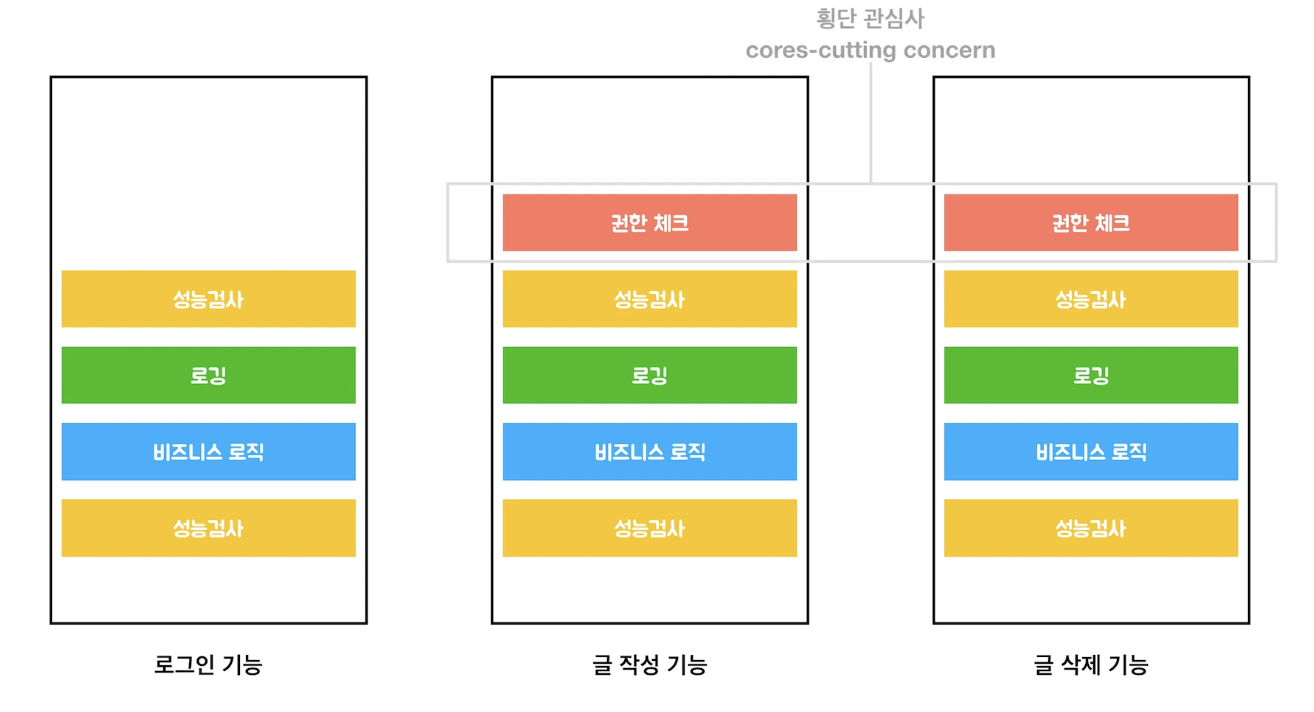 횡단 관심사
cores-cutting concern
권한 체크
권한 체크
성능검사
성능검사
성능검사
로깅
로깅
로깅
비즈니스 로직
비즈니스 로직
비즈니스 로직
성능검사
성능검사
성능검사
로그인 기능
글 작성 기능
글 삭제 기능